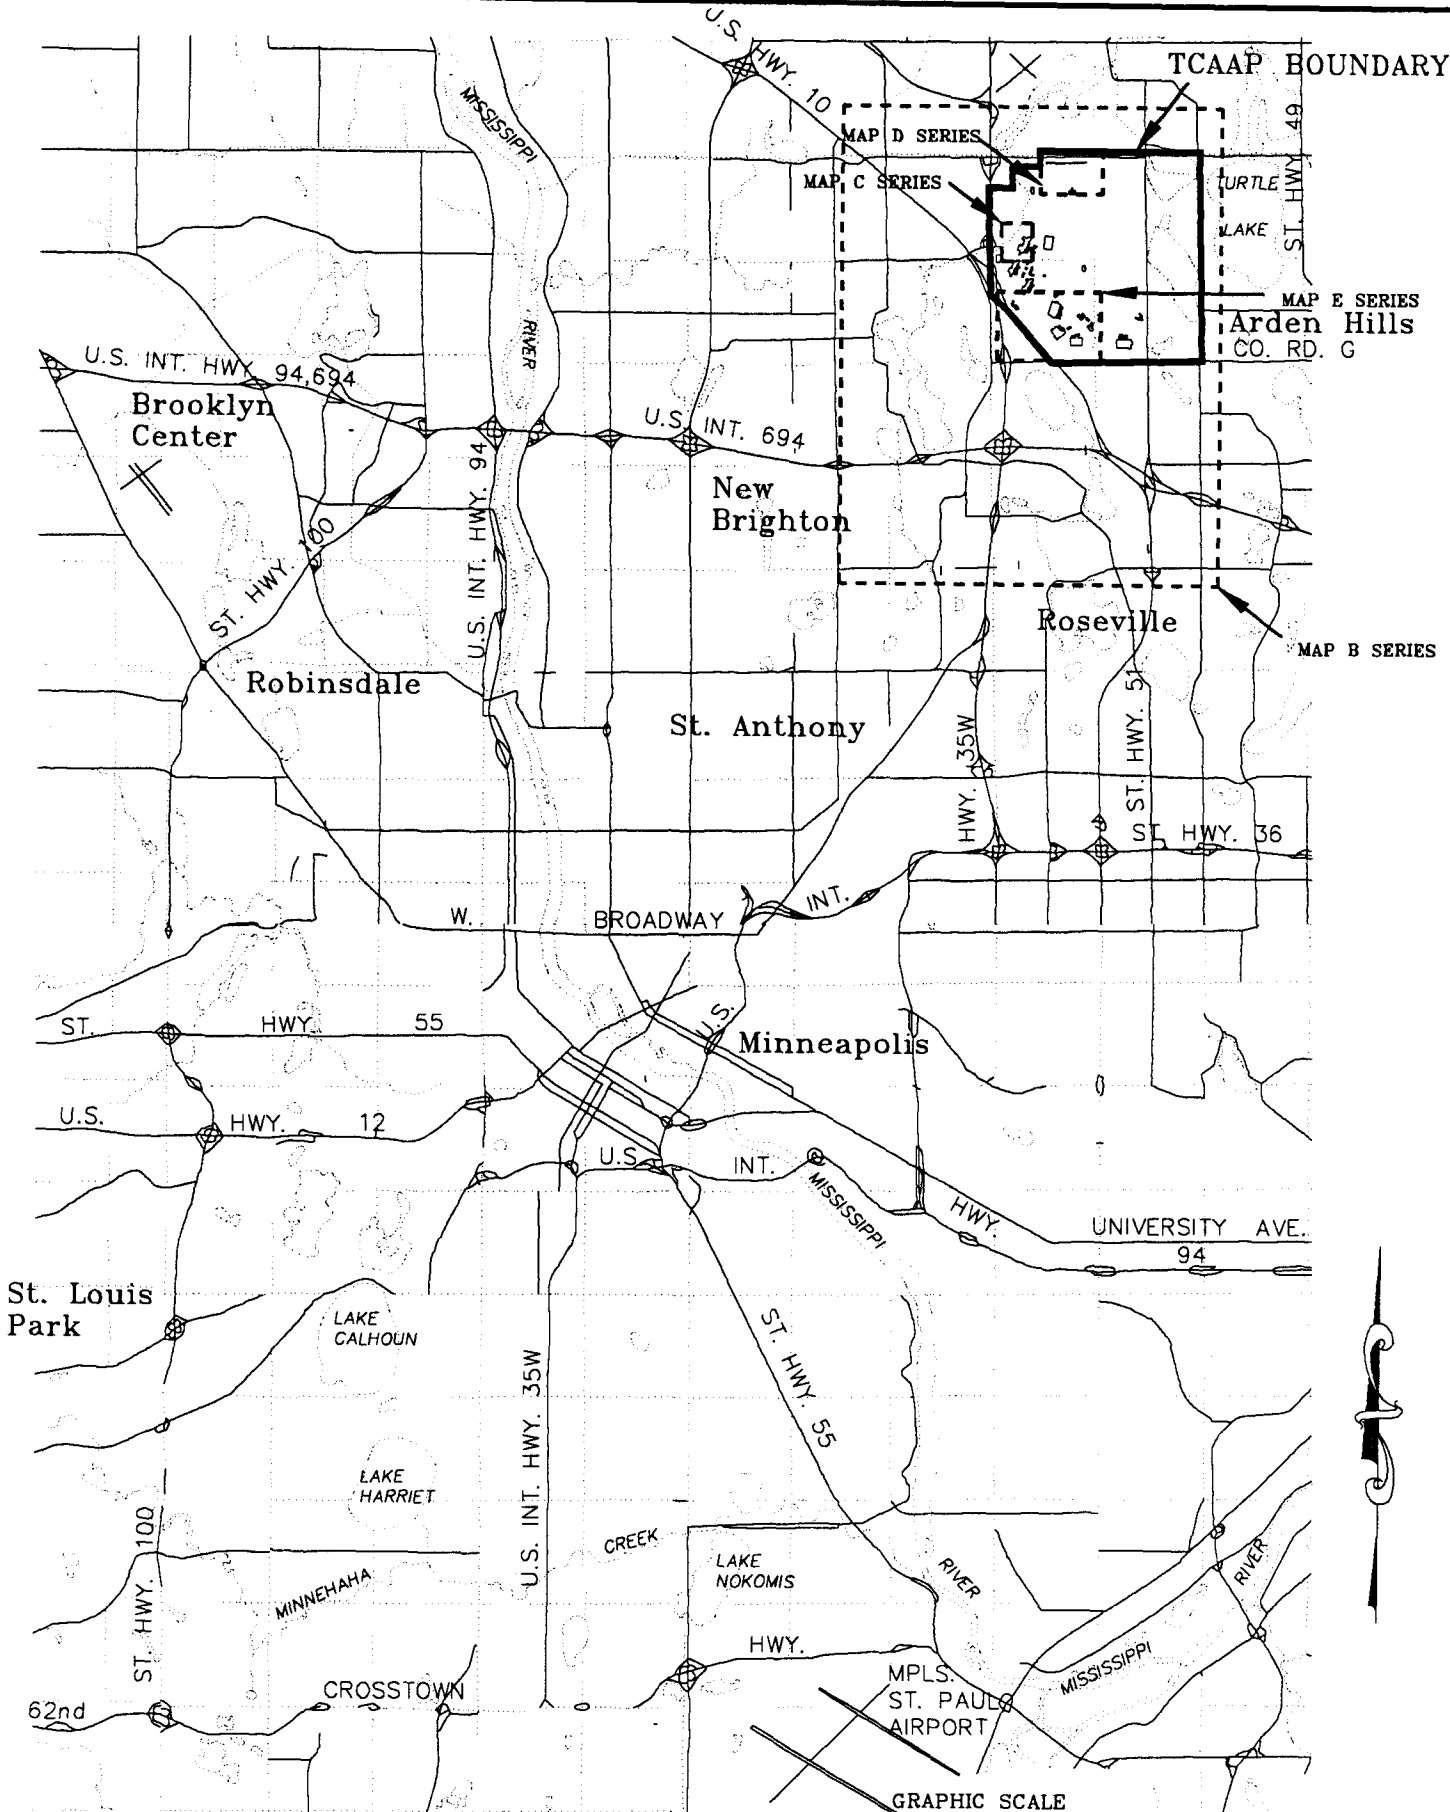 U.S. HWY. 10
TCAAP BOUNDARY
MISSISSIPPI
MAP D SERIES
ST. HWY 49
MAP C SERIES
TURTLE
LAKE
MAP E SERIES
Arden Hills
CO. RD. G
RIVER
U.S. INT. HWY. 94,694
Brooklyn
Center
U.S. INT. 694
U.S. INT. HWY. 94
New
Brighton
ST. HWY. 100
Roseville
MAP B SERIES
Robinsdale
St. Anthony
HWY. 35W
ST. HWY. 51
ST. HWY. 36
W. BROADWAY
INT.
U.S.
ST. HWY. 55
Minneapolis
U.S. HWY. 12
U.S. INT.
MISSISSIPPI
HWY.
UNIVERSITY AVE.
94
St. Louis
Park
LAKE
CALHOUN
ST. HWY. 55
U.S. INT. HWY. 35W
LAKE
HARRIET
ST. HWY. 100
CREEK
LAKE
NOKOMIS
RIVER
RIVER
MINNEHAHA
HWY.
MISSISSIPPI
MPLS.
ST. PAUL
AIRPORT
62nd
CROSSTOWN
GRAPHIC SCALE